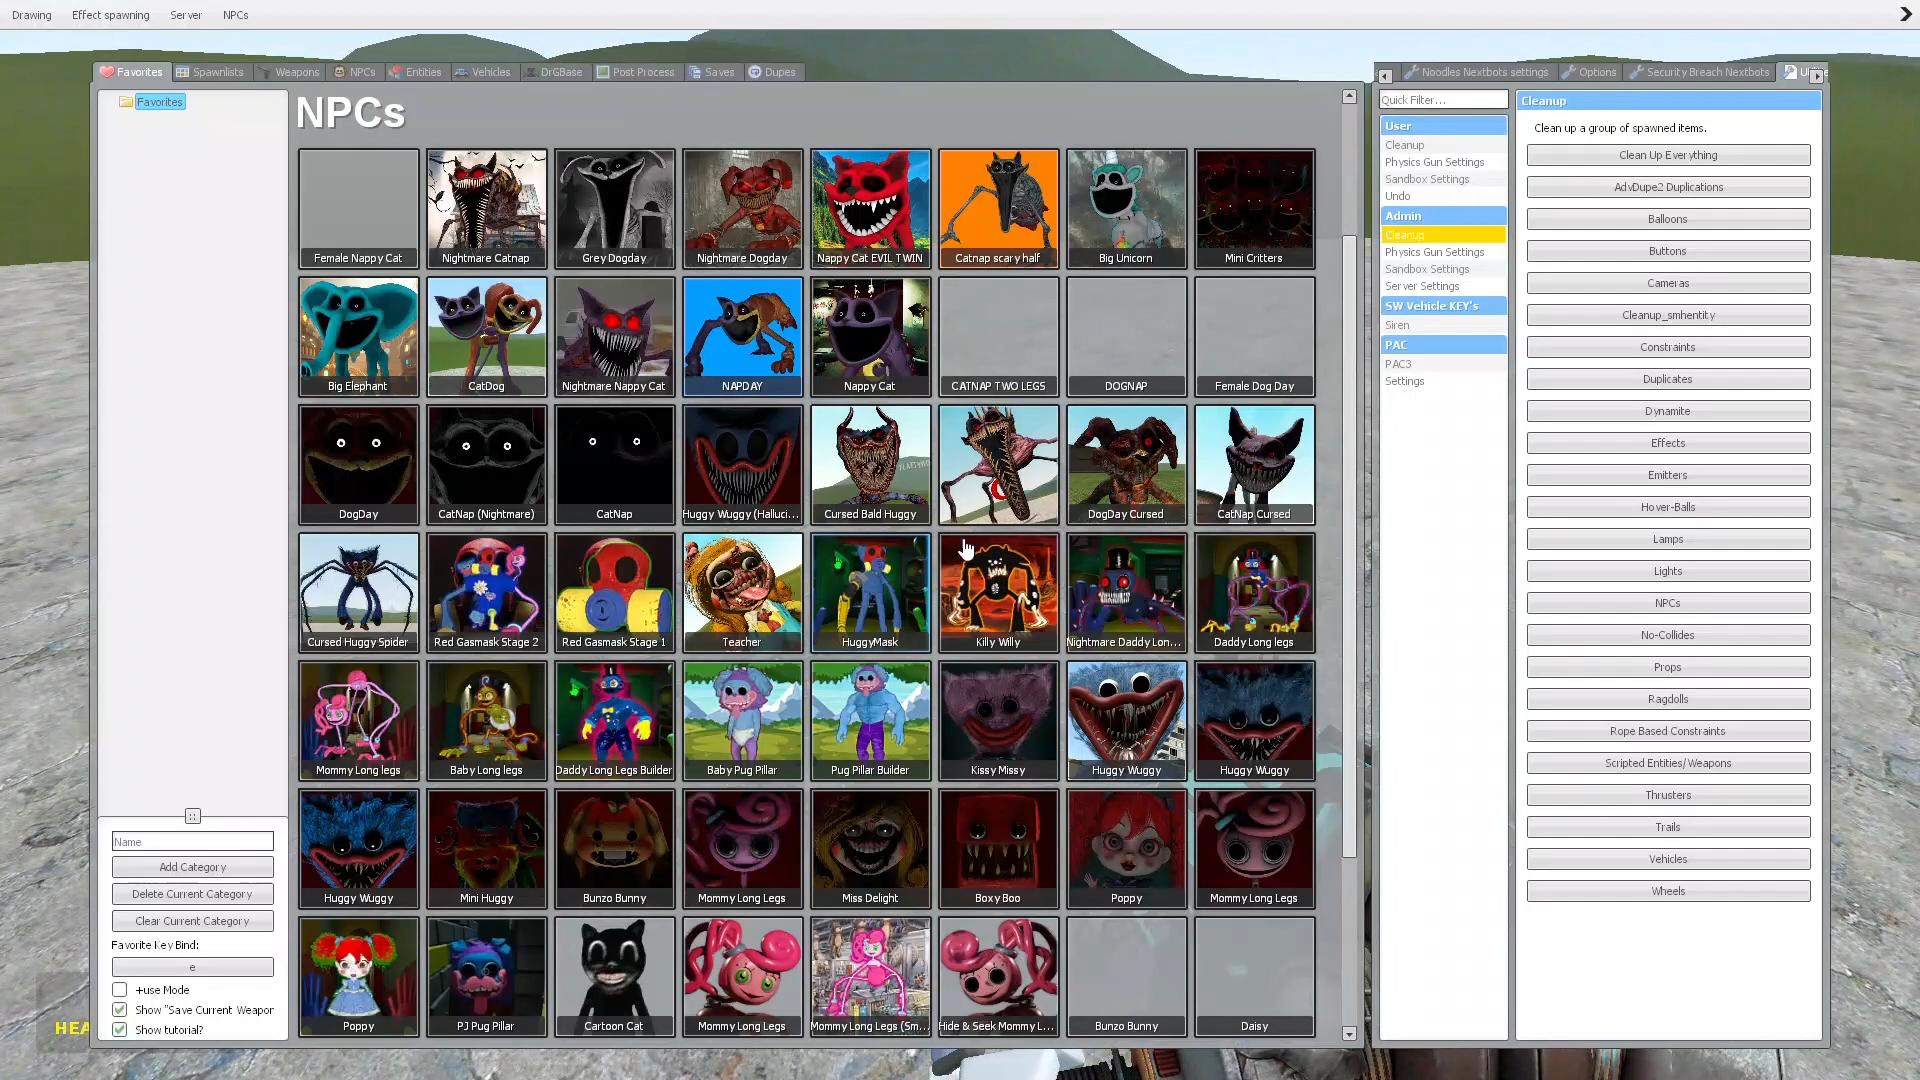 Drawing Effect spawning Server NPCs
Favorites Spawnlists Weapons NPCs Entities Vehicles DrGBase Post Process Saves Dupes
Noodles Nextbots settings Options Security Breach Nextbots
Favorites
NPCs
Female Nappy Cat Nightmare Catnap Grey Dogday Nightmare Dogday Nappy Cat EVIL TWIN Catnap scary half Big Unicorn Mini Critters
Big Elephant CatDog Nightmare Nappy Cat NAPDAY Nappy Cat CATNAP TWO LEGS DOGNAP Female Dog Day
DogDay CatNap (Nightmare) CatNap Huggy Wuggy (Halluci... Cursed Bald Huggy DogDay Cursed CatNap Cursed
Cursed Huggy Spider Red Gasmask Stage 2 Red Gasmask Stage 1 Teacher HuggyMask Killy Willy Nightmare Daddy Lon... Daddy Long legs
Mommy Long legs Baby Long legs Daddy Long Legs Builder Baby Pug Pillar Pug Pillar Builder Kissy Missy Huggy Wuggy Huggy Wuggy
Huggy Wuggy Mini Huggy Bunzo Bunny Mommy Long Legs Miss Delight Boxy Boo Poppy Mommy Long Legs
Poppy PJ Pug Pillar Cartoon Cat Mommy Long Legs Mommy Long Legs (Sm... Hide & Seek Mommy L... Bunzo Bunny Daisy
Name
Add Category
Delete Current Category
Clear Current Category
Favorite Key Bind:
e
+use Mode
Show "Save Current Weapor
Show tutorial?
HEA
Quick Filter...
User
Cleanup
Physics Gun Settings
Sandbox Settings
Undo
Admin
Cleanup
Physics Gun Settings
Sandbox Settings
Server Settings
SW Vehicle KEY's
Siren
PAC
PAC3
Settings
Cleanup
Clean up a group of spawned items.
Clean Up Everything
AdvDupe2 Duplications
Balloons
Buttons
Cameras
Cleanup_smhentity
Constraints
Duplicates
Dynamite
Effects
Emitters
Hover-Balls
Lamps
Lights
NPCs
No-Collides
Props
Ragdolls
Rope Based Constraints
Scripted Entities/Weapons
Thrusters
Trails
Vehicles
Wheels